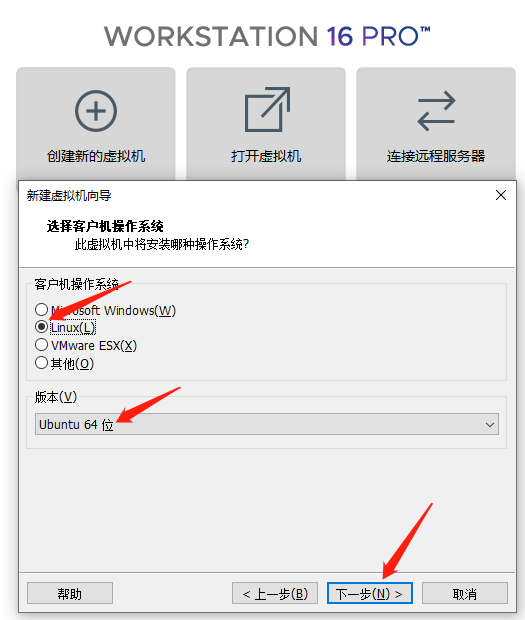 WORKSTATION 16 PRO™
创建新的虚拟机
打开虚拟机
连接远程服务器
新建虚拟机向导
选择客户机操作系统
此虚拟机中将安装哪种操作系统?
客户机操作系统
Microsoft Windows(W)
Linux(L)
VMware ESX(X)
其他(O)
版本(V)
Ubuntu 64 位
帮助
< 上一步(B)
下一步(N) >
取消